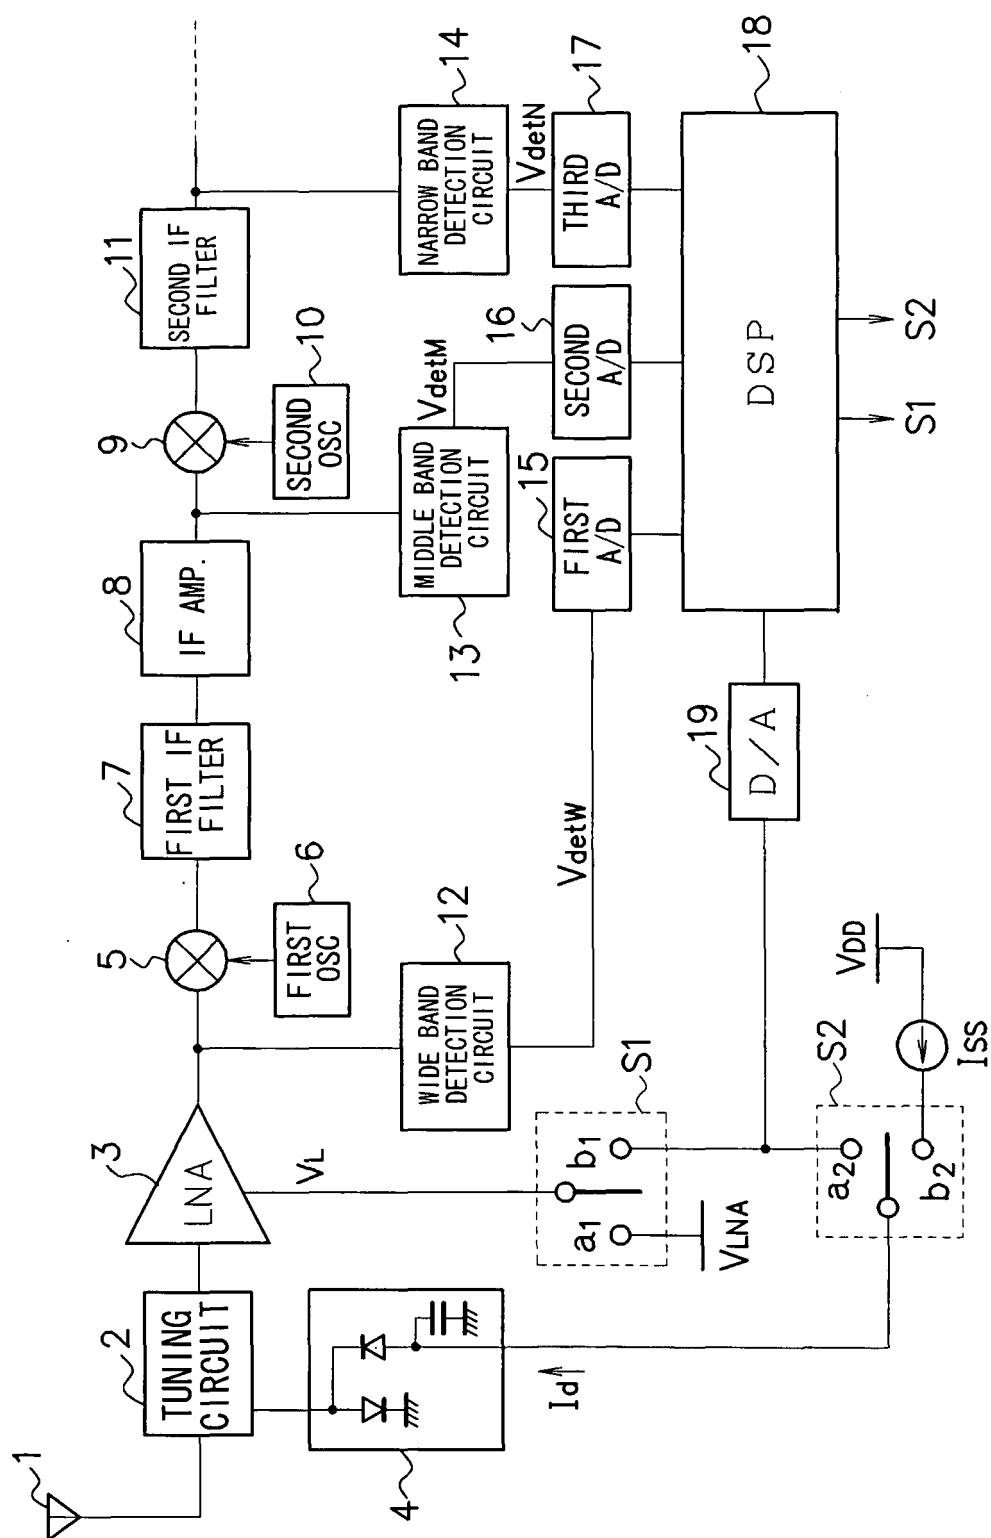 1
2
TUNING
CIRCUIT
3
LNA
4
Id
VL
5
6
FIRST
OSC
7
FIRST IF
FILTER
8
IF AMP.
9
10
SECOND
OSC
11
SECOND IF
FILTER
12
WIDE BAND
DETECTION
CIRCUIT
13
MIDDLE BAND
DETECTION
CIRCUIT
14
NARROW BAND
DETECTION
CIRCUIT
VdetW
VdetM
VdetN
15
FIRST
A/D
16
SECOND
A/D
17
THIRD
A/D
18
DSP
19
D/A
S1
S2
S1
a1
b1
VLNA
S2
a2
b2
ISS
VDD